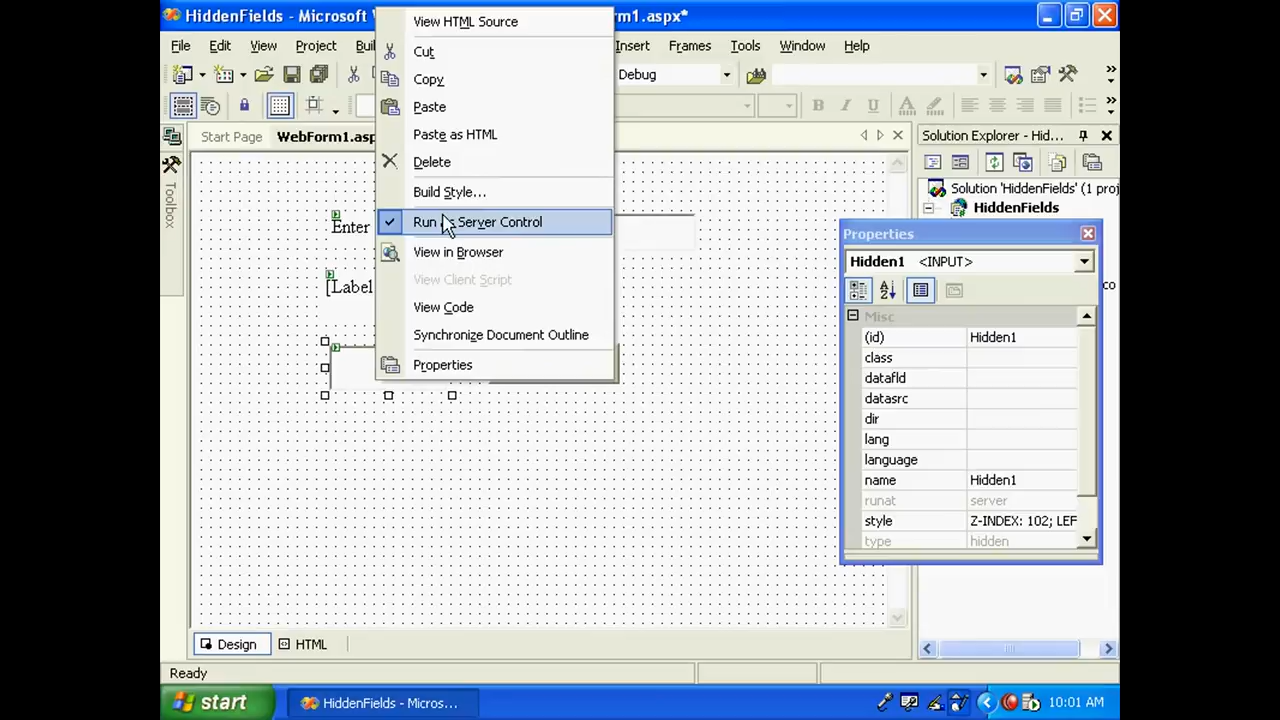 HiddenFields - Microsoft V
rm1.aspx*
File Edit View Project Buil
Insert Frames Tools Window Help
Debug
B I U A
Start Page WebForm1.asp
Solution Explorer - Hid...
Toolbox
View HTML Source
Cut
Copy
Paste
Paste as HTML
Delete
Build Style...
Run as Server Control
View in Browser
View Client Script
View Code
Synchronize Document Outline
Properties
Enter
[Label
Solution 'HiddenFields' (1 proj
HiddenFields
co
Properties
Hidden1 <INPUT>
Misc
(id) Hidden1
class
datafld
datasrc
dir
lang
language
name Hidden1
runat server
style Z-INDEX: 102; LEF
type hidden
Design HTML
Ready
start
HiddenFields - Micros...
10:01 AM